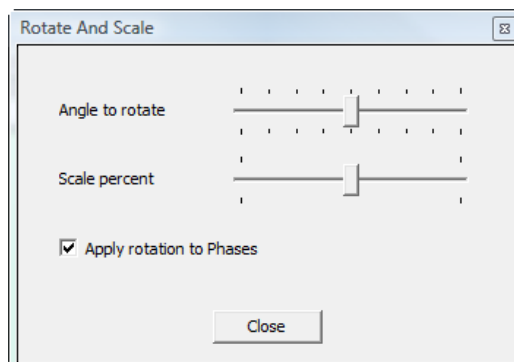 Rotate And Scale
Angle to rotate
Scale percent
Apply rotation to Phases
Close